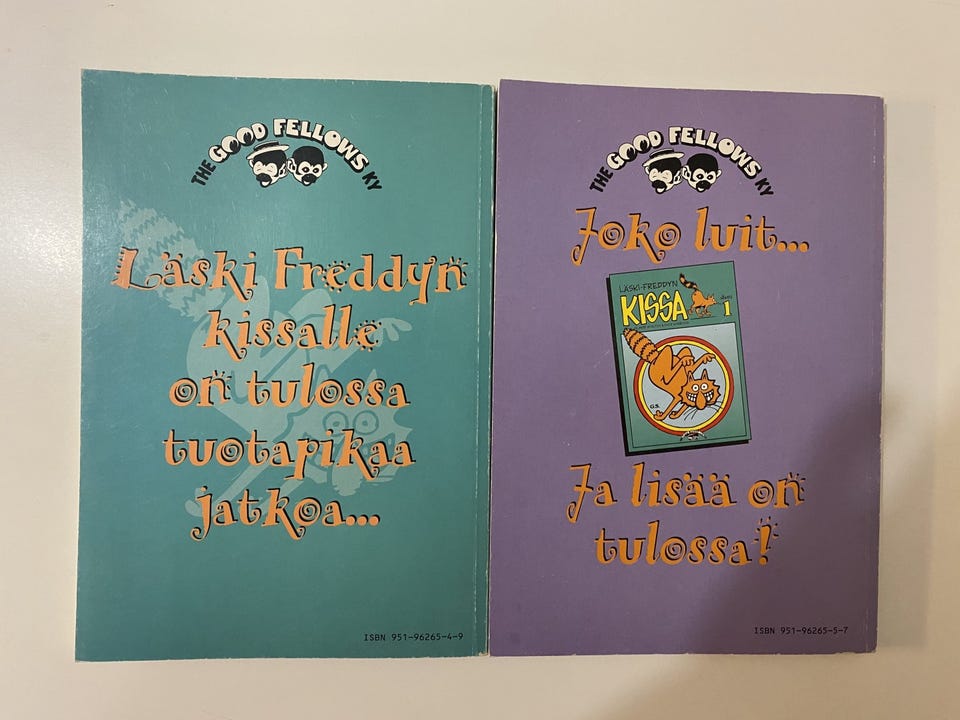 THE GOOD FELLOWS KY
Läski Freddyn
kissalle
on tulossa
tuotapikaa
jatkoa...
ISBN 951-96265-4-9
THE GOOD FELLOWS KY
Joko luit...
LÄSKI-FREDDYN
KISSA
1
G.S.
Ja lisää on
tulossa!
ISBN 951-96265-5-7